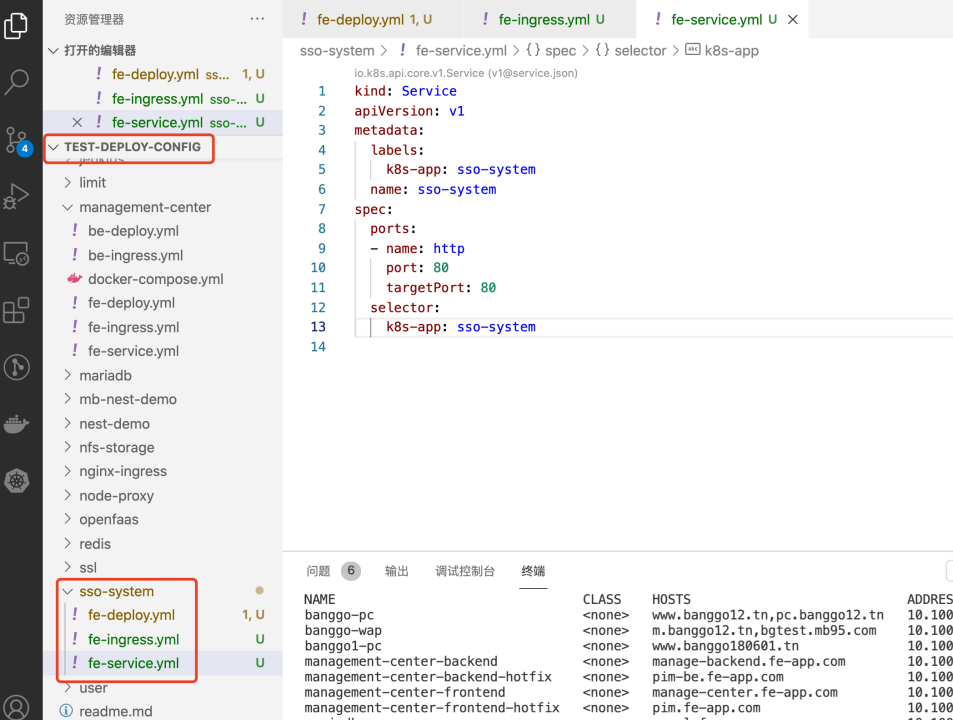 资源管理器
打开的编辑器
! fe-deploy.yml ss... 1, U
! fe-ingress.yml sso-... U
! fe-service.yml sso-... U
4
TEST-DEPLOY-CONFIG
jenkins
limit
management-center
! be-deploy.yml
! be-ingress.yml
docker-compose.yml
! fe-deploy.yml
! fe-ingress.yml
! fe-service.yml
mariadb
mb-nest-demo
nest-demo
nfs-storage
nginx-ingress
node-proxy
openfaas
redis
ssl
sso-system
! fe-deploy.yml 1, U
! fe-ingress.yml U
! fe-service.yml U
user
readme.md
! fe-deploy.yml 1, U ! fe-ingress.yml U ! fe-service.yml U
sso-system > ! fe-service.yml > {} spec > {} selector > abc k8s-app
io.k8s.api.core.v1.Service (v1@service.json)
1 kind: Service
2 apiVersion: v1
3 metadata:
4 labels:
5 k8s-app: sso-system
6 name: sso-system
7 spec:
8 ports:
9 - name: http
10 port: 80
11 targetPort: 80
12 selector:
13 k8s-app: sso-system
14
问题 6 输出 调试控制台 终端
NAME CLASS HOSTS ADDRES
banggo-pc <none> www.banggo12.tn,pc.banggo12.tn 10.100
banggo-wap <none> m.banggo12.tn,bgtest.mb95.com 10.100
banggo1-pc <none> www.banggo180601.tn 10.100
management-center-backend <none> manage-backend.fe-app.com 10.100
management-center-backend-hotfix <none> pim-be.fe-app.com 10.100
management-center-frontend <none> manage-center.fe-app.com 10.100
management-center-frontend-hotfix <none> pim.fe-app.com 10.100